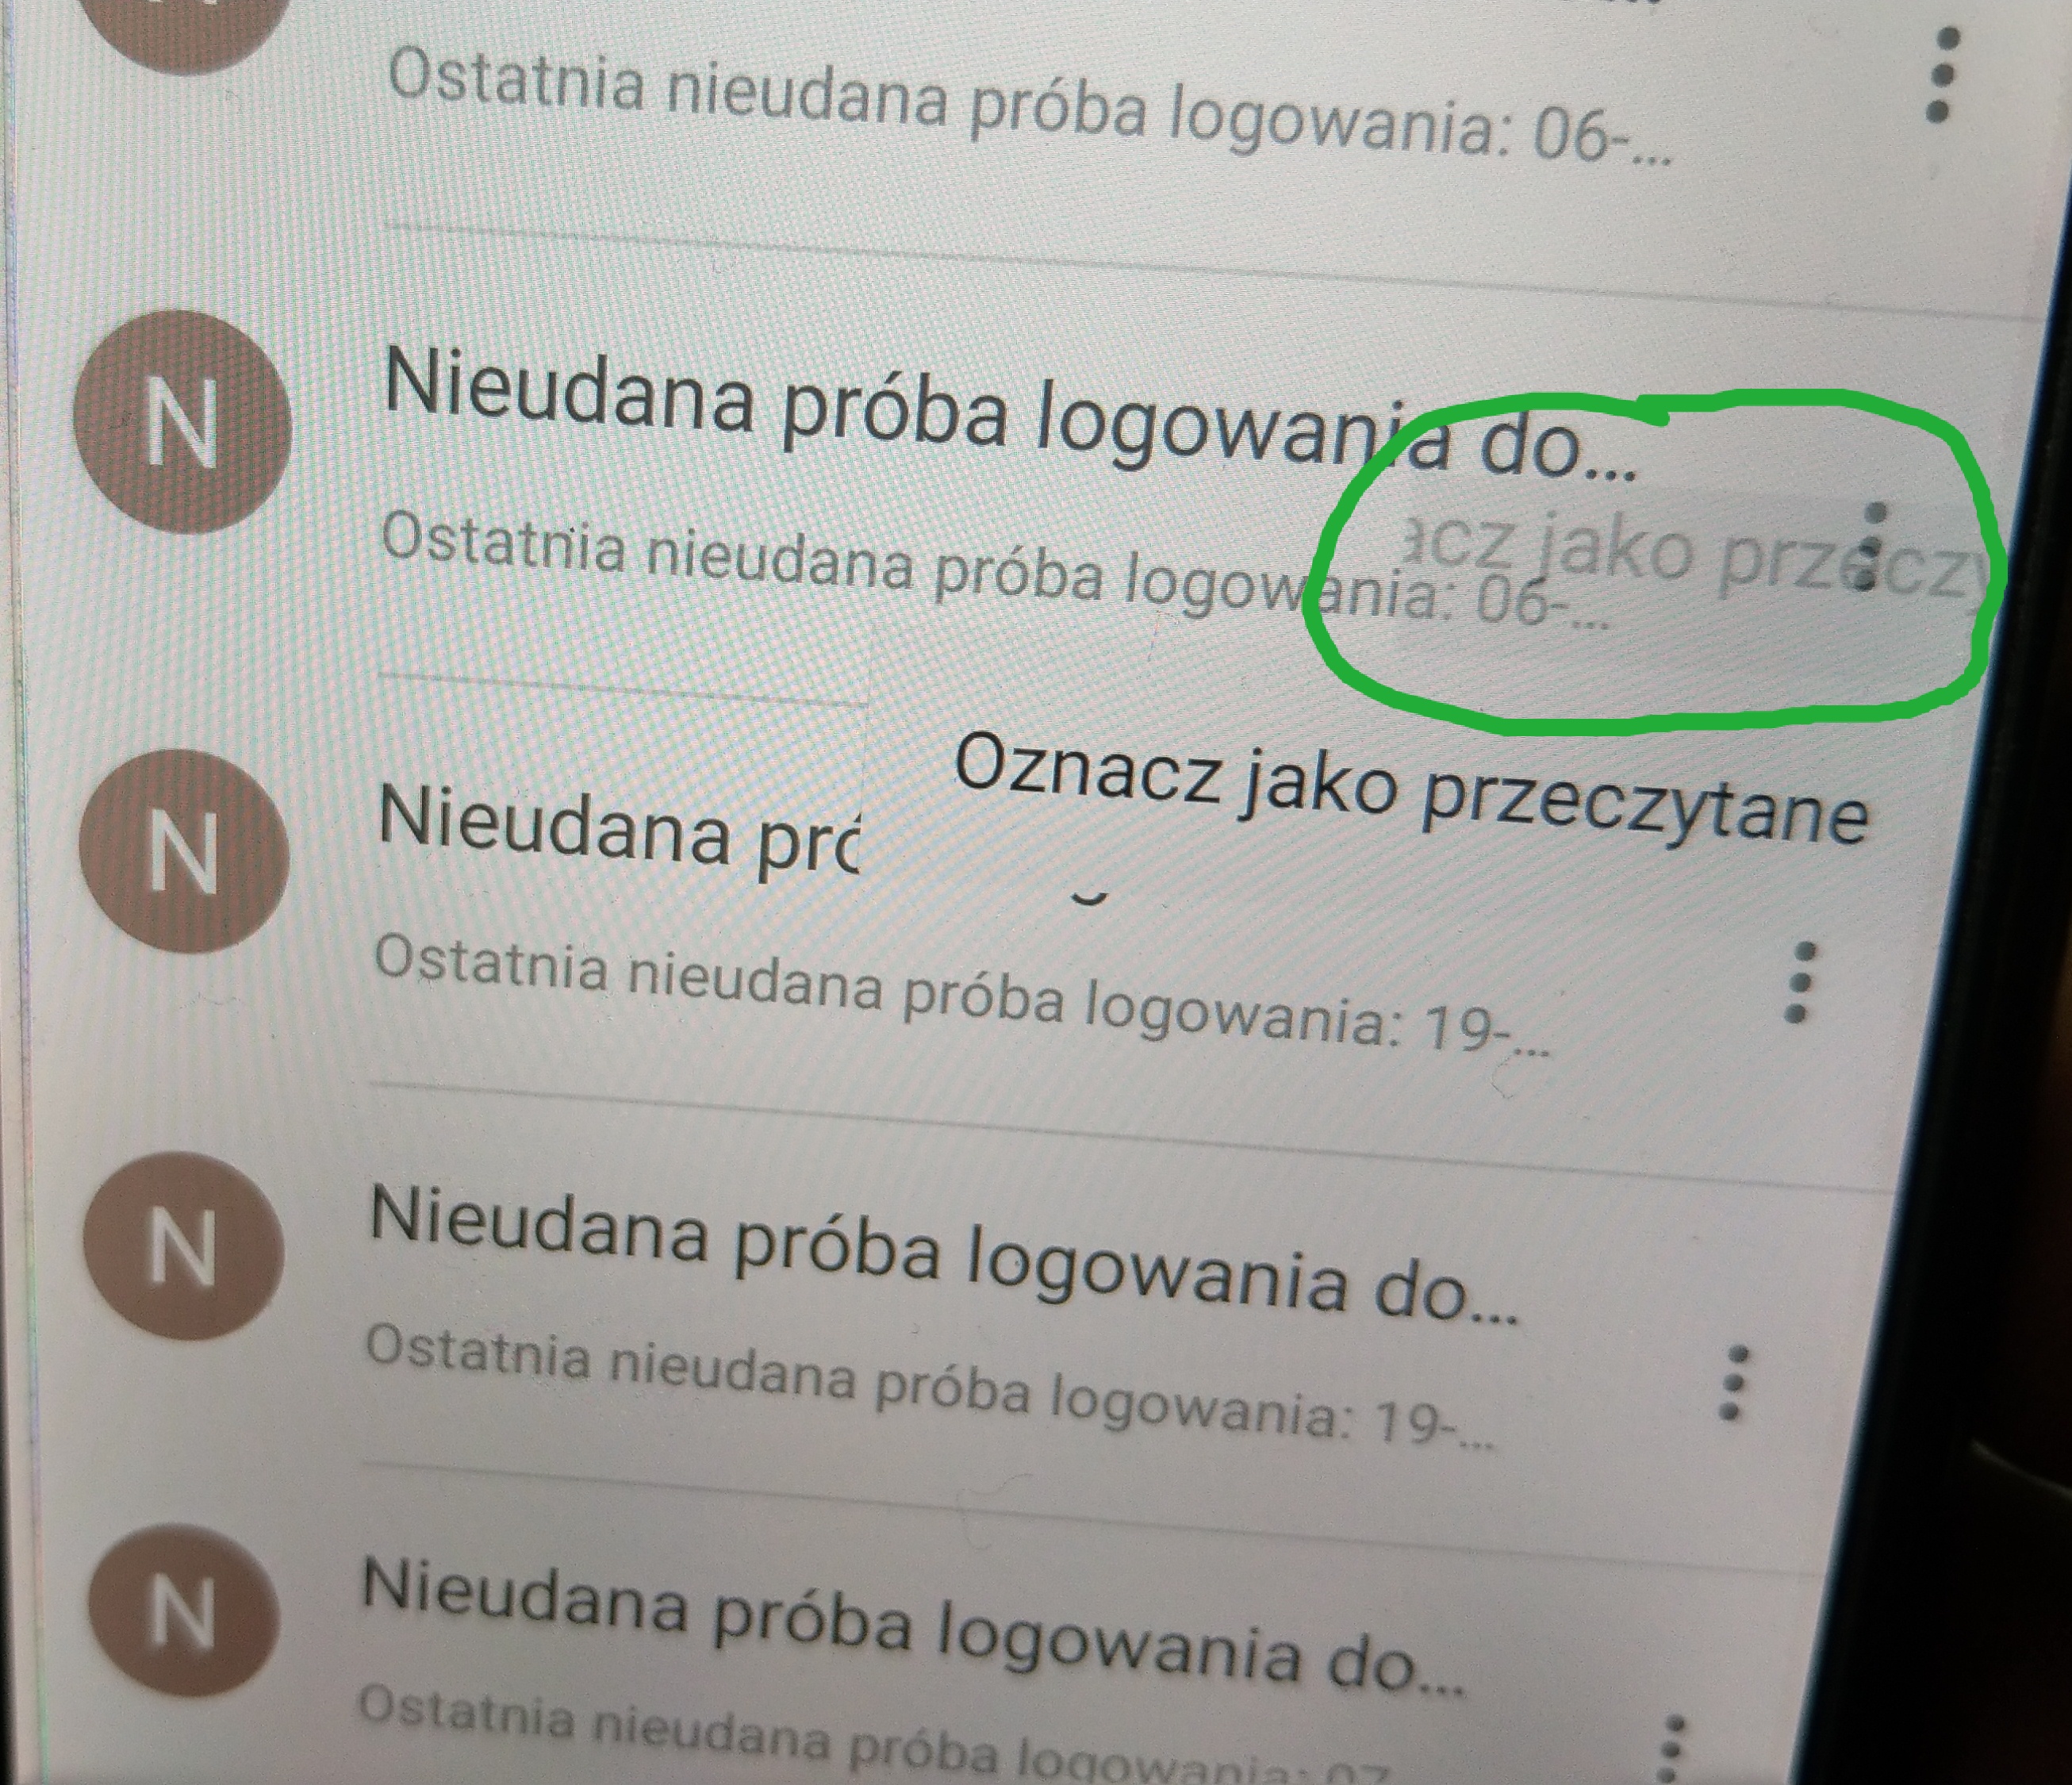 Ostatnia nieudana próba logowania: 06-...
N
Nieudana próba logowania do...
acz jako przeczy
Ostatnia nieudana próba logowania: 06-...
Oznacz jako przeczytane
N
Nieudana pró
Ostatnia nieudana próba logowania: 19-...
N
Nieudana próba logowania do...
Ostatnia nieudana próba logowania: 19-...
N
Nieudana próba logowania do...
Ostatnia nieudana próba logowania: 07